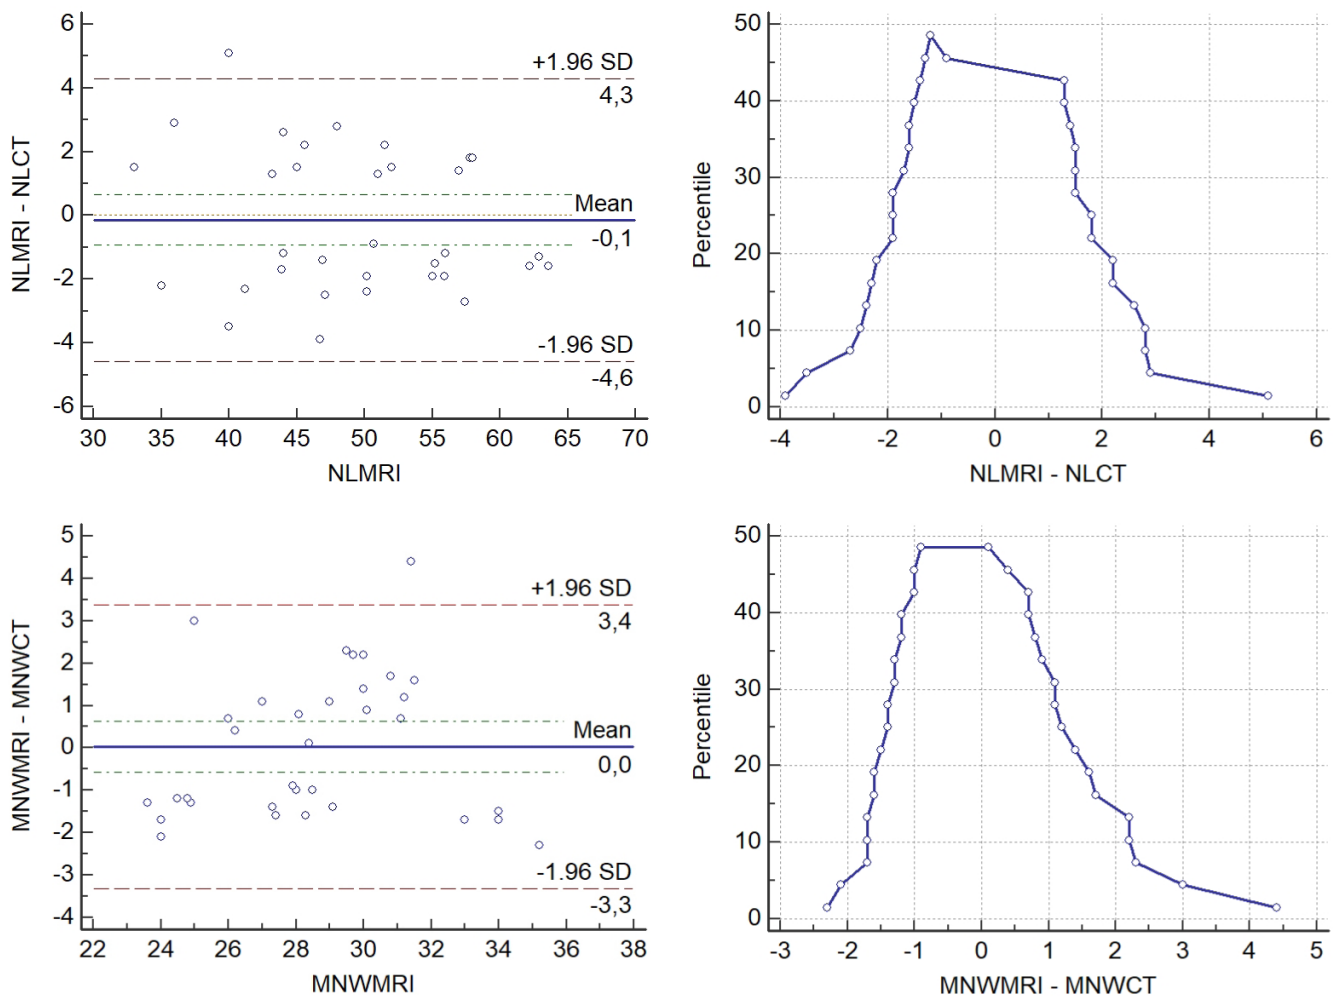 6
4
2
0
-2
-4
-6
NLMRI - NLCT
+1.96 SD
4,3
Mean
-0,1
-1.96 SD
-4,6
30 35 40 45 50 55 60 65 70
NLMRI
50
40
30
20
10
0
Percentile
-4 -2 0 2 4 6
NLMRI - NLCT
5
4
3
2
1
0
-1
-2
-3
-4
MNWMRI - MNWCT
+1.96 SD
3,4
Mean
0,0
-1.96 SD
-3,3
22 24 26 28 30 32 34 36 38
MNWMRI
50
40
30
20
10
0
Percentile
-3 -2 -1 0 1 2 3 4 5
MNWMRI - MNWCT